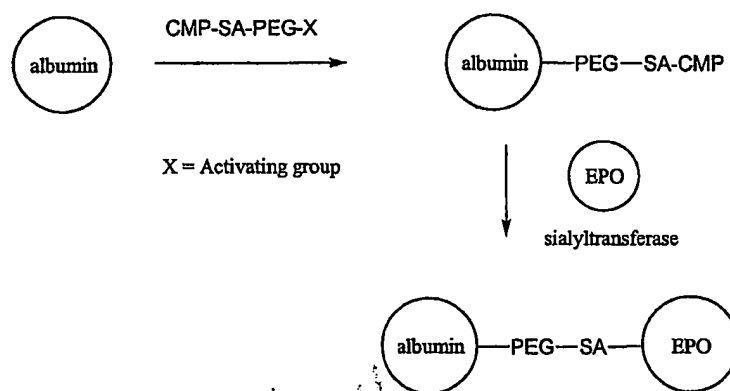 CMP-SA-PEG-X
albumin
albumin—PEG—SA-CMP
X = Activating group
EPO
sialyltransferase
albumin—PEG—SA—EPO